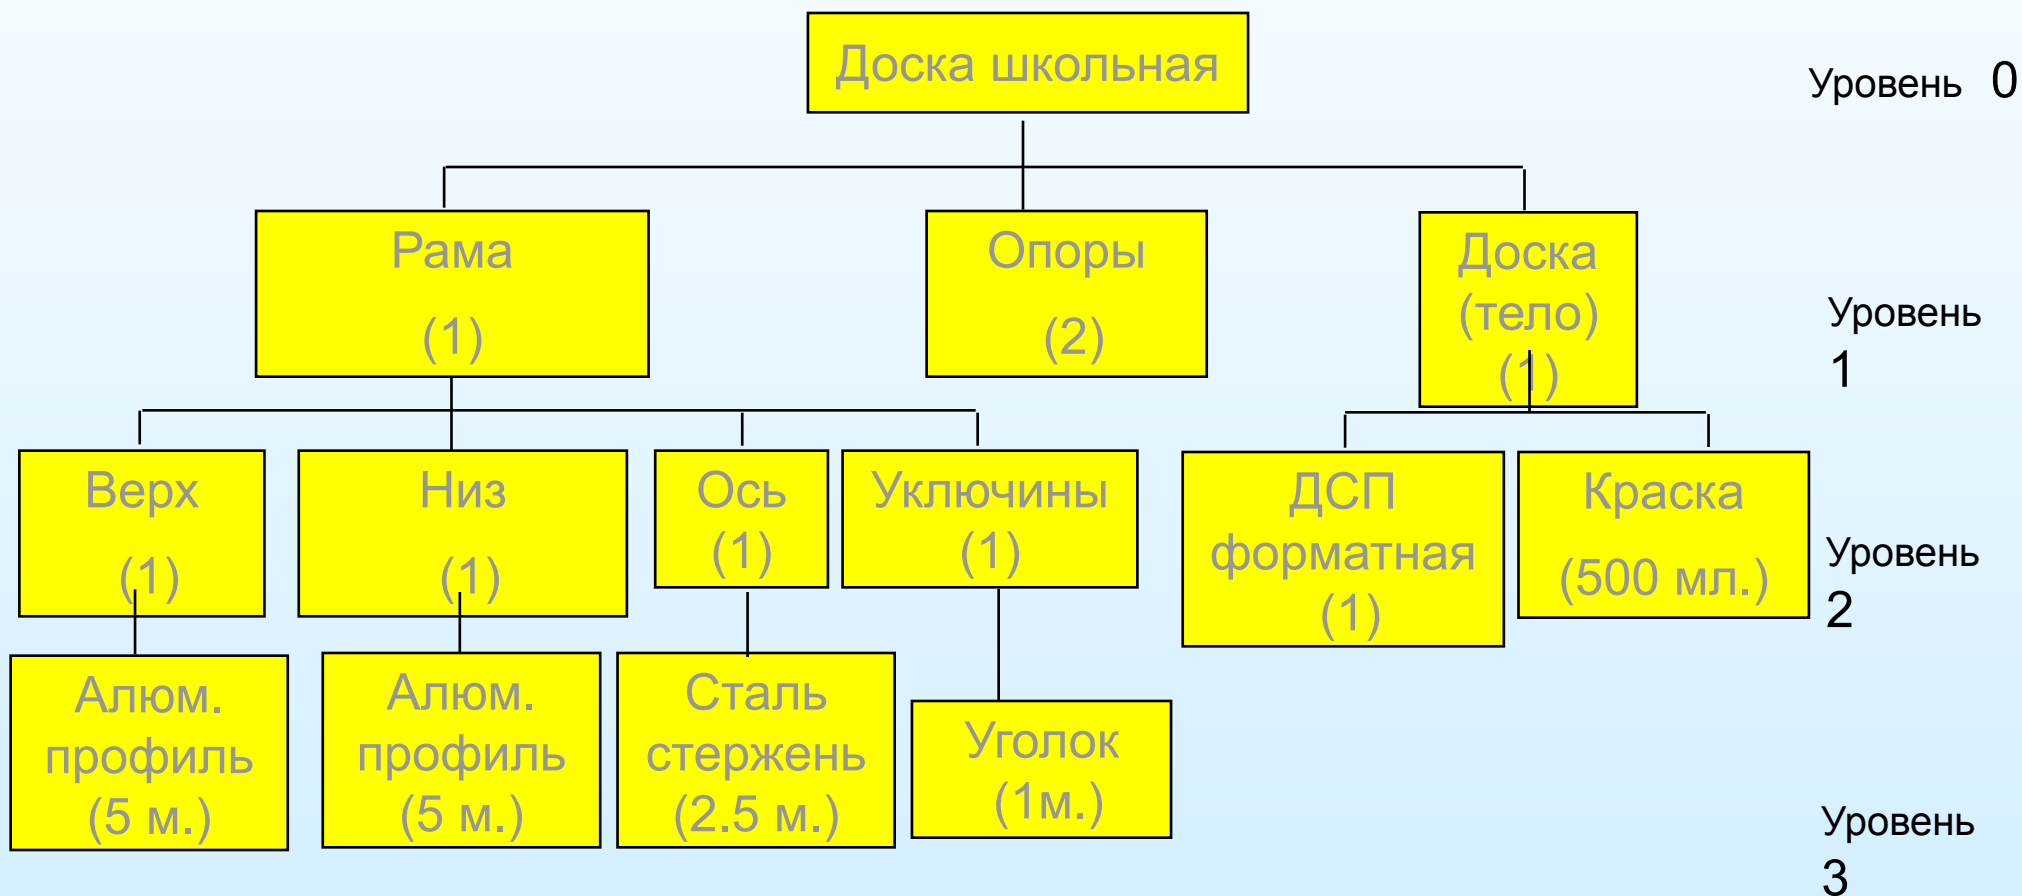 Доска школьная
Уровень 0
Рама
(1)
Опоры
(2)
Доска
(тело)
(1)
Уровень
1
Верх
(1)
Низ
(1)
Ось
(1)
Уключины
(1)
ДСП
форматная
(1)
Краска
(500 мл.)
Уровень
2
Алюм.
профиль
(5 м.)
Алюм.
профиль
(5 м.)
Сталь
стержень
(2.5 м.)
Уголок
(1м.)
Уровень
3